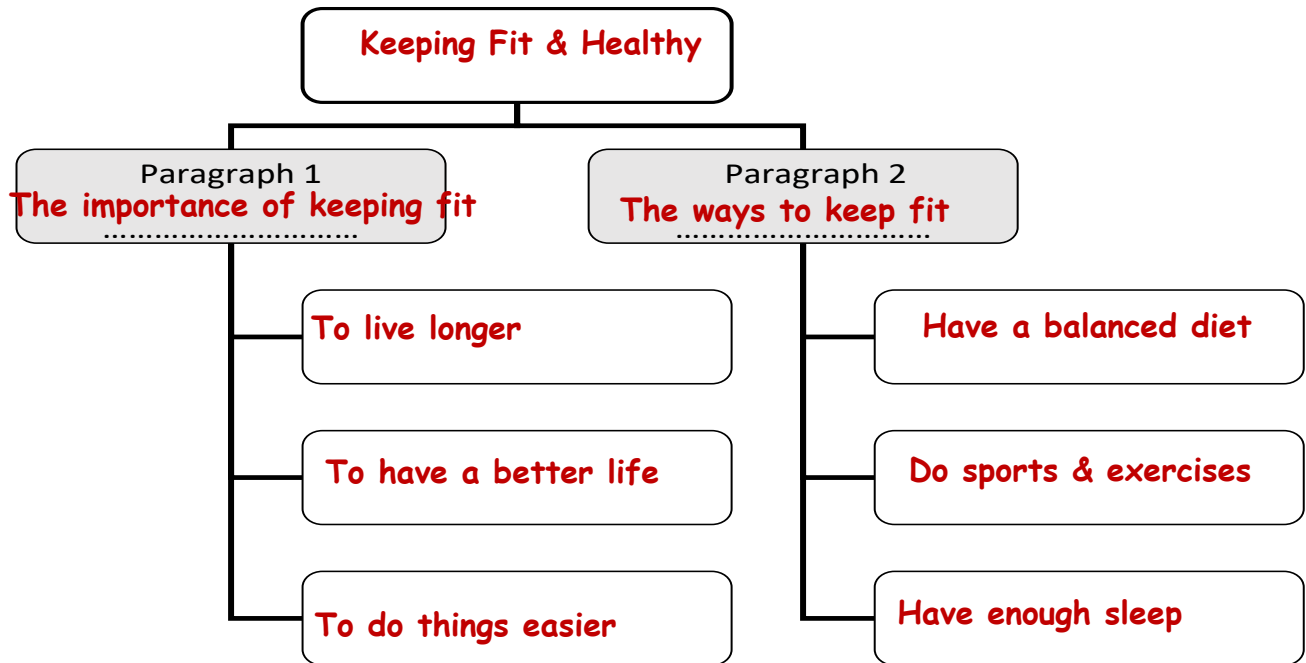 Keeping Fit & Healthy
Paragraph 1
The importance of keeping fit
................................
To live longer
To have a better life
To do things easier
Paragraph 2
The ways to keep fit
................................
Have a balanced diet
Do sports & exercises
Have enough sleep